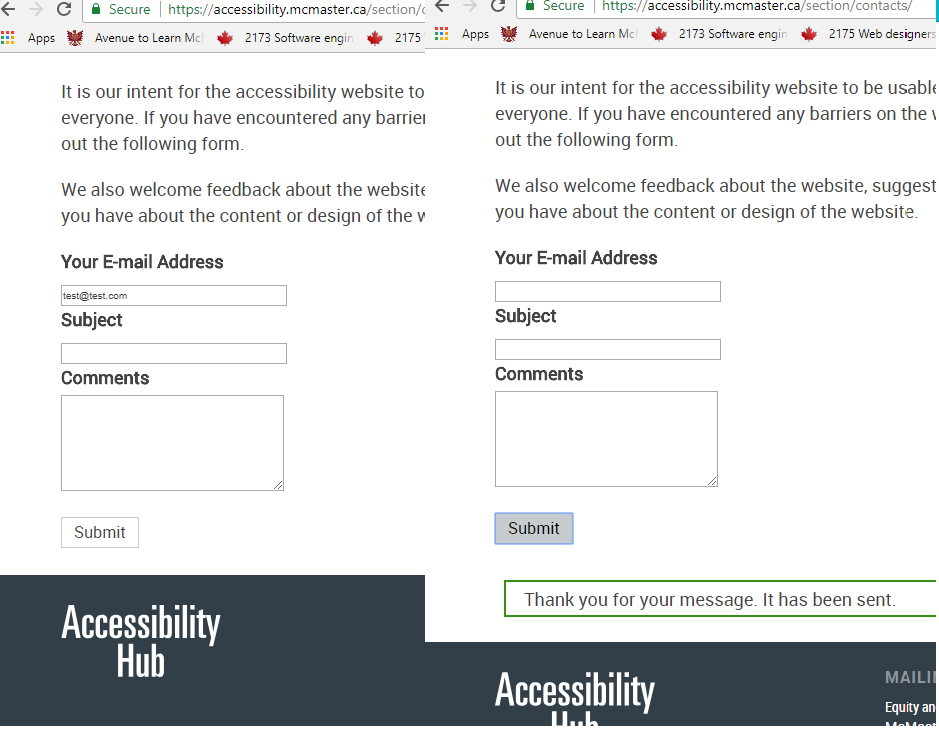 Secure
https://accessibility.mcmaster.ca/section/c
Apps
Avenue to Learn Mc
2173 Software engin
2175
It is our intent for the accessibility website to
everyone. If you have encountered any barrier
out the following form.
We also welcome feedback about the website
you have about the content or design of the w
Your E-mail Address
test@test.com
Subject
Comments
Submit
Accessibility
Hub
Secure
https://accessibility.mcmaster.ca/section/contacts/
Apps
Avenue to Learn Mc
2173 Software engin
2175 Web designers
It is our intent for the accessibility website to be usable
everyone. If you have encountered any barriers on the w
out the following form.
We also welcome feedback about the website, suggest
you have about the content or design of the website.
Your E-mail Address
Subject
Comments
Submit
Thank you for your message. It has been sent.
Accessibility
Hub
MAILI
Equity an
McMast